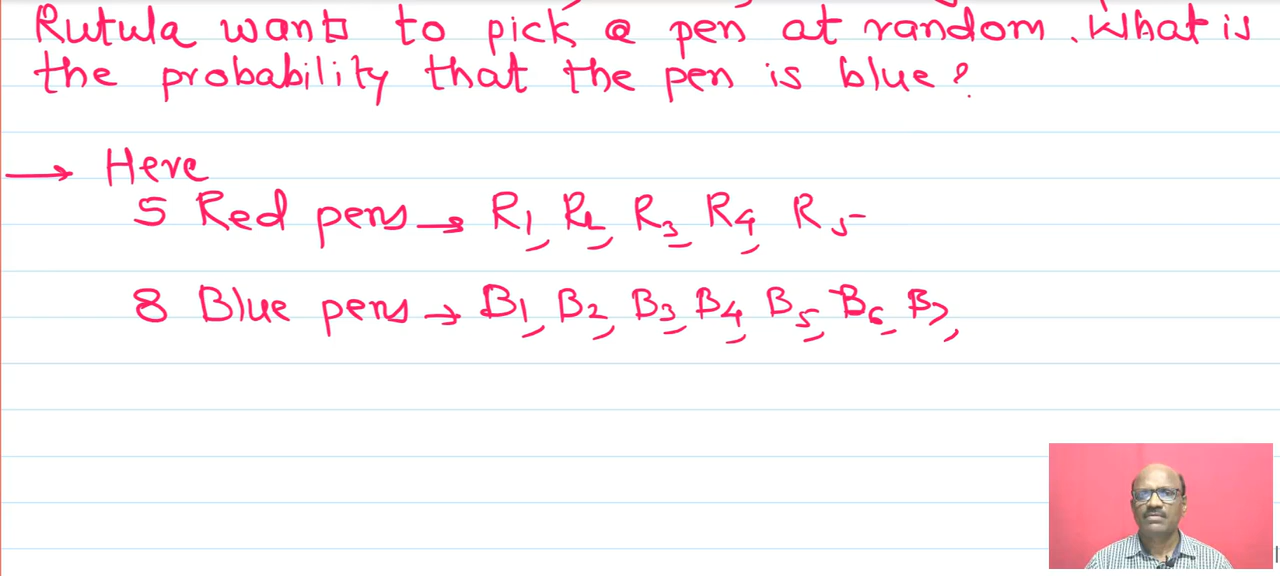 Rutula wants to pick a pen at random. What is
the probability that the pen is blue?
→ Here
5 Red pens → R1, R2, R3, R4, R5
8 Blue pens → B1, B2, B3, B4, B5, B6, B7,